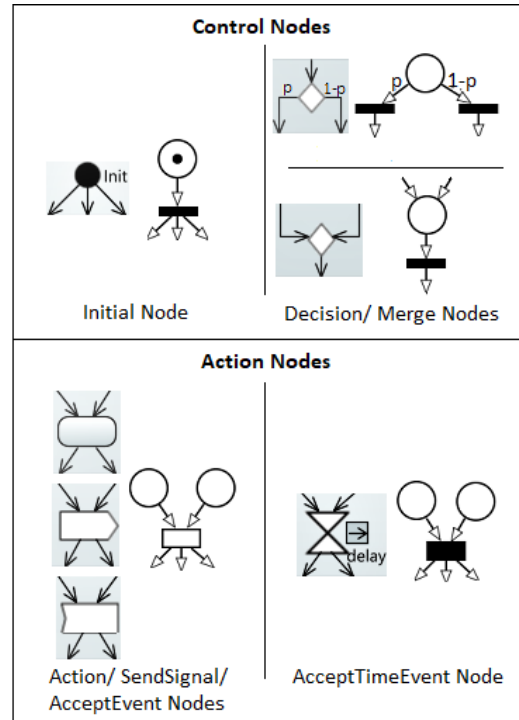 Control Nodes
p 1-p
p 1-p
Init
Initial Node
Decision/ Merge Nodes
Action Nodes
delay
Action/ SendSignal/
AcceptEvent Nodes
AcceptTimeEvent Node